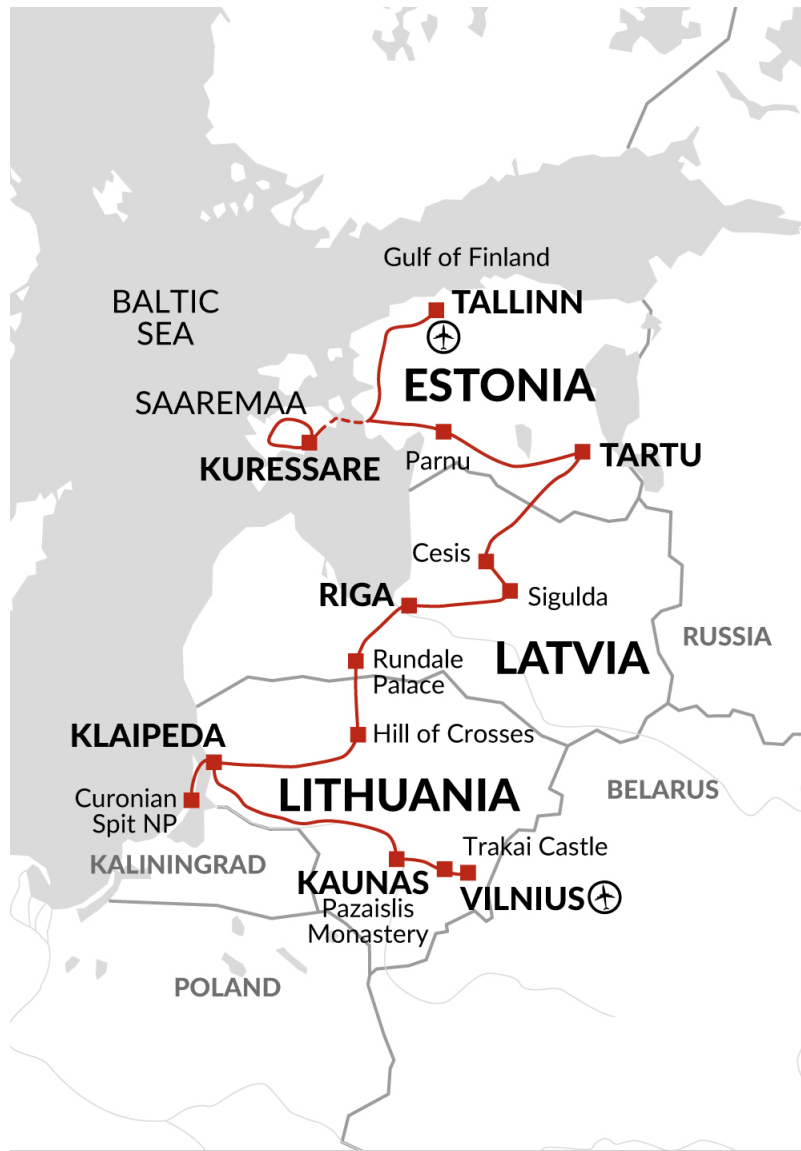 Gulf of Finland
BALTIC
SEA
TALLINN
ESTONIA
SAAREMAA
KURESSARE
Parnu
TARTU
Cesis
RIGA
Sigulda
RUSSIA
LATVIA
Rundale
Palace
KLAIPEDA
Hill of Crosses
BELARUS
LITHUANIA
Curonian
Spit NP
Trakai Castle
KALININGRAD
KAUNAS
VILNIUS
Pazaislis
Monastery
POLAND